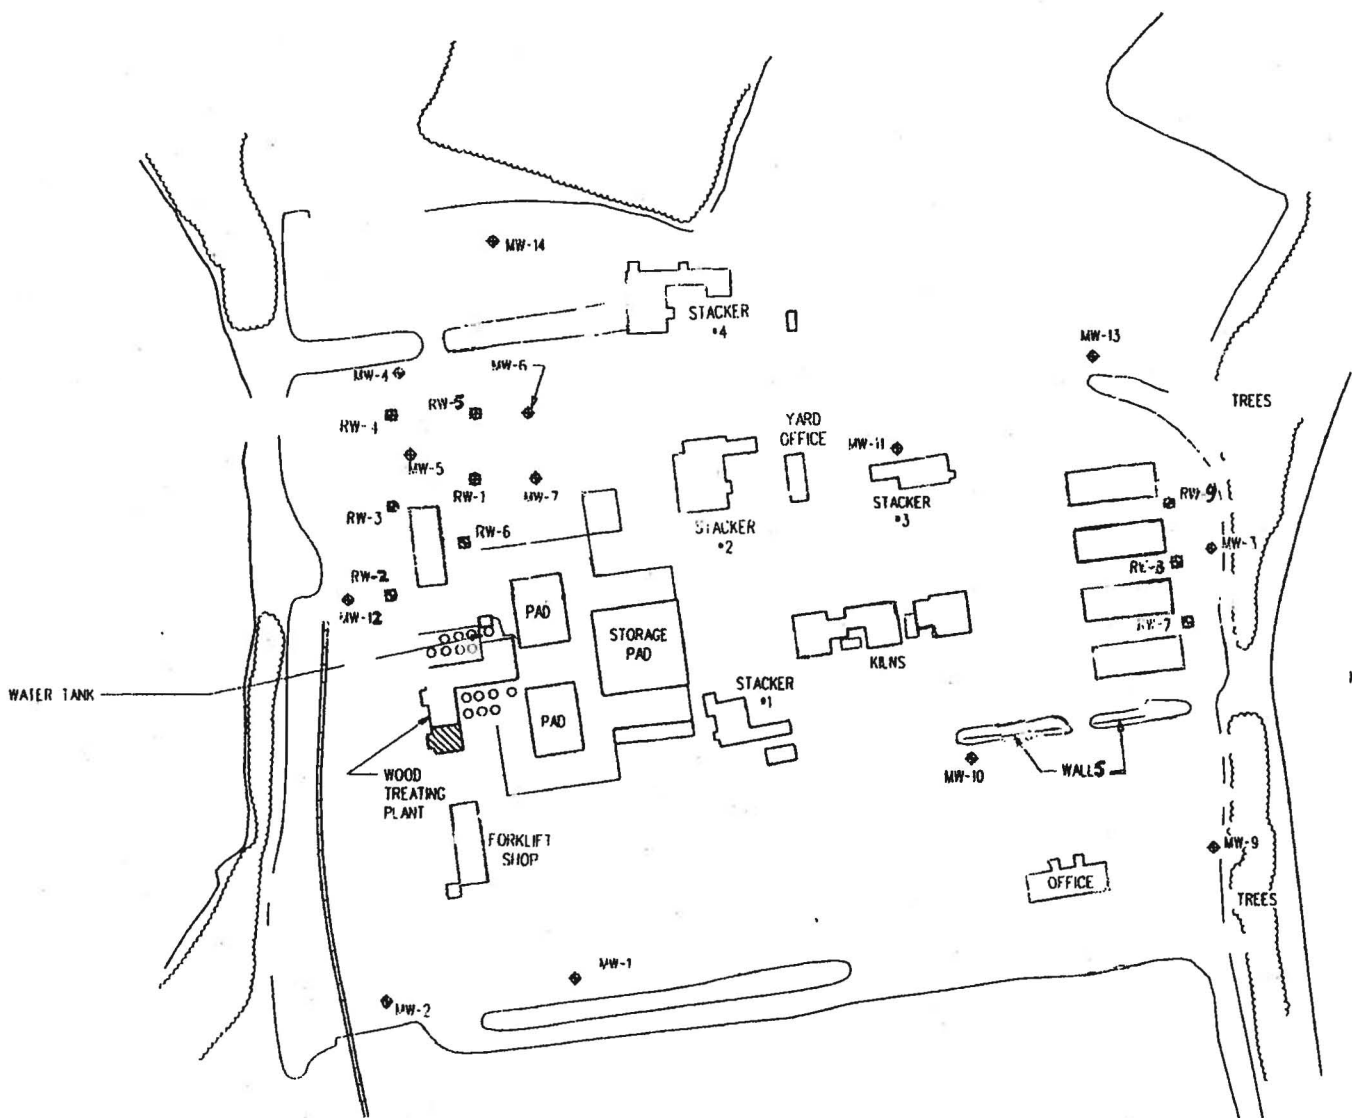 MW-14
STACKER
#4
MW-13
MW-4
MW-6
TREES
RW-5
RW-4
YARD
OFFICE
MW-11
MW-5
RW-1
MW-7
STACKER
#3
RW-9
RW-3
STACKER
#2
RW-6
MW-3
RW-8
RW-2
MW-12
PAD
STORAGE
PAD
RW-7
KILNS
WATER TANK
STACKER
#1
PAD
MW-10
WALLS
WOOD
TREATING
PLANT
FORKLIFT
SHOP
MW-9
OFFICE
TREES
MW-1
MW-2